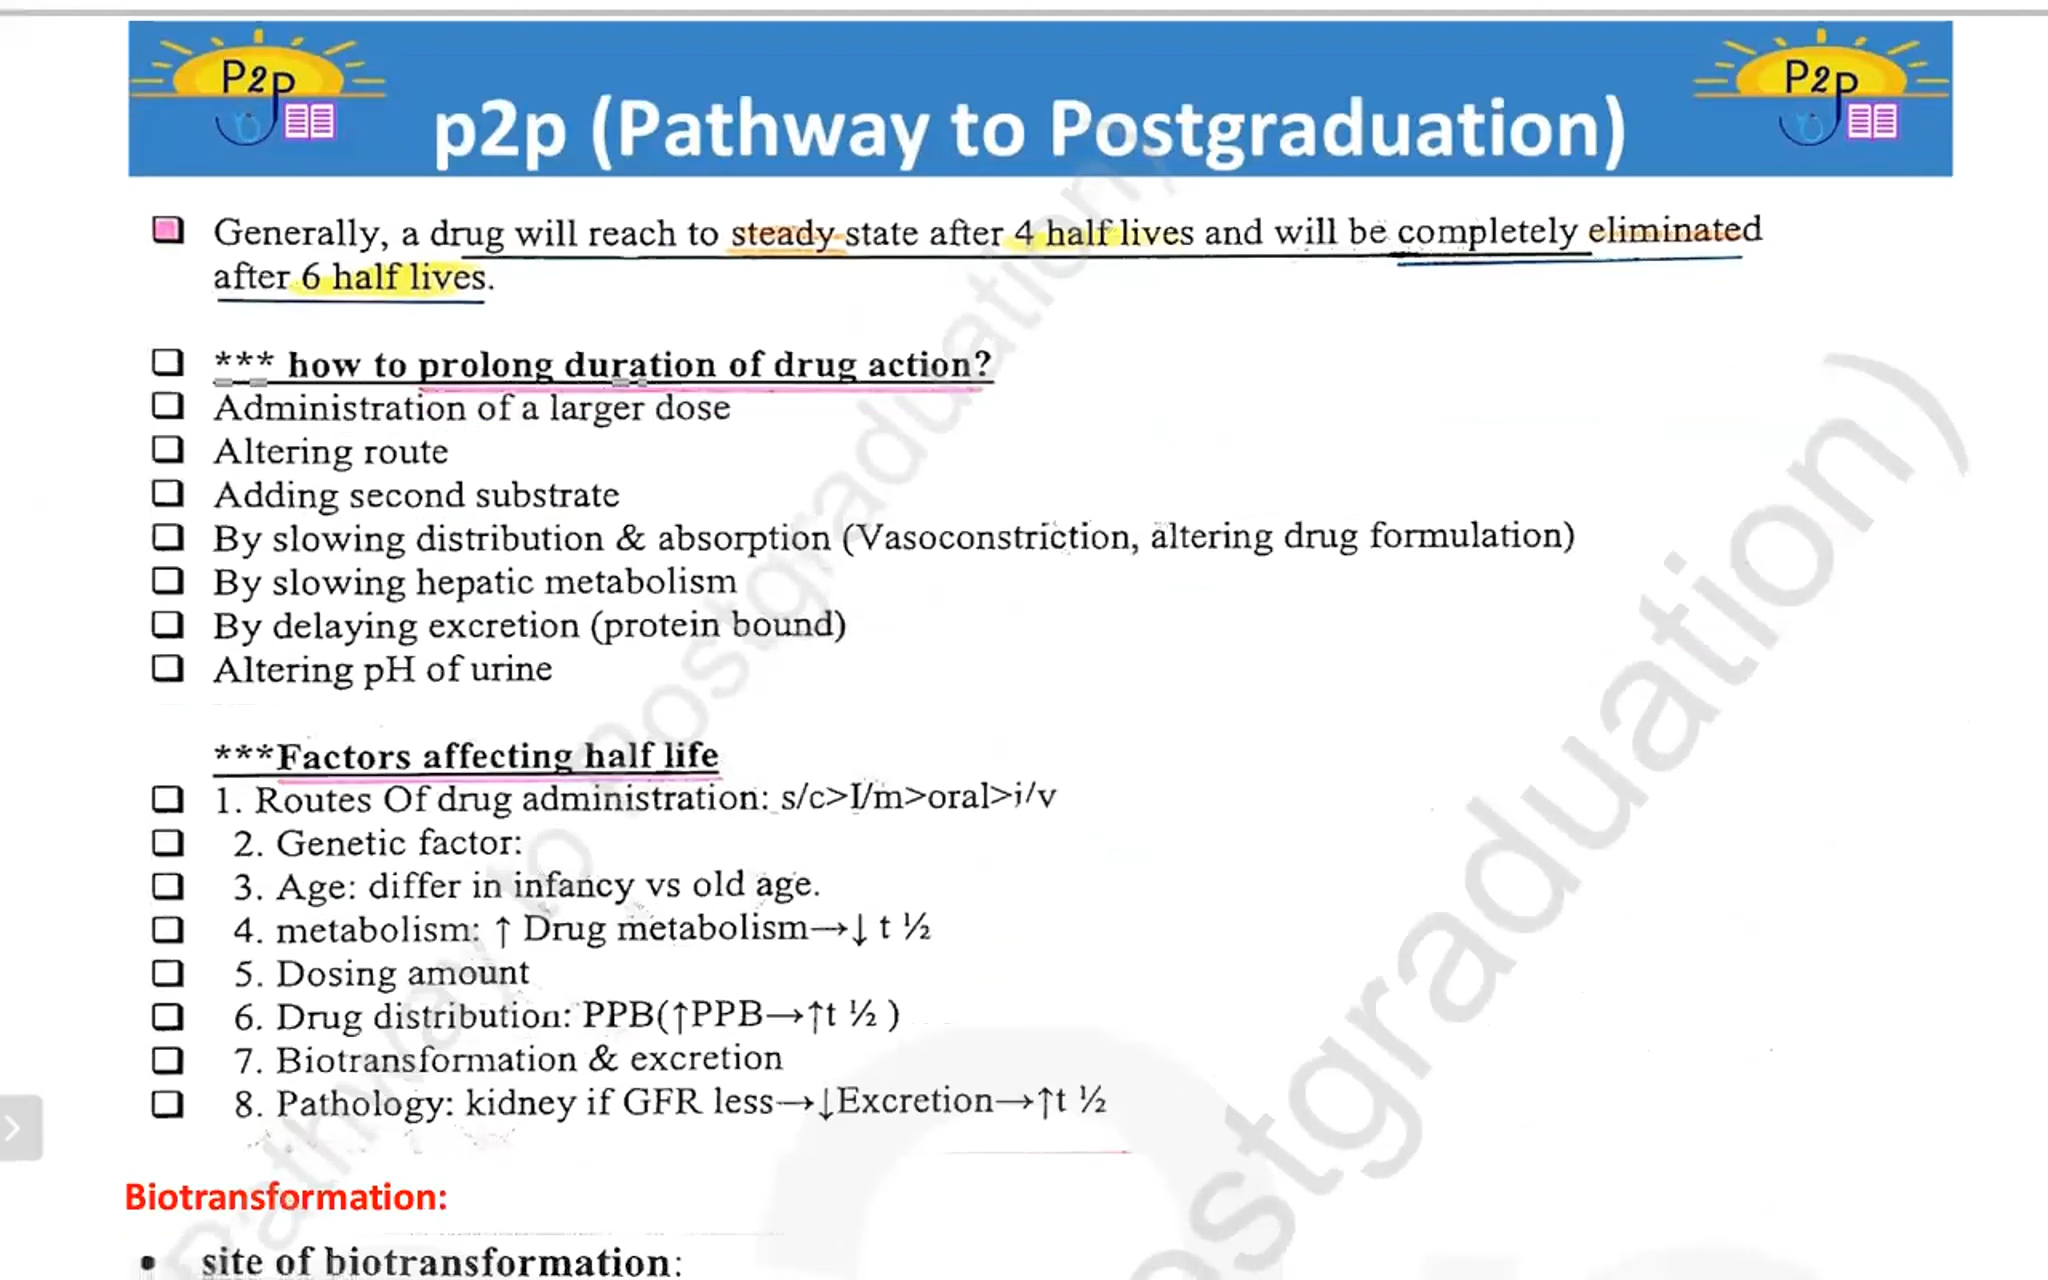 P2p
P2p
p2p (Pathway to Postgraduation)
Generally, a drug will reach to steady state after 4 half lives and will be completely eliminated
after 6 half lives.
*** how to prolong duration of drug action?
Administration of a larger dose
Altering route
Adding second substrate
By slowing distribution & absorption (Vasoconstriction, altering drug formulation)
By slowing hepatic metabolism
By delaying excretion (protein bound)
Altering pH of urine
***Factors affecting half life
1. Routes Of drug administration: s/c>I/m>oral>i/v
2. Genetic factor:
3. Age: differ in infancy vs old age.
4. metabolism: ↑ Drug metabolism→↓ t ½
5. Dosing amount
6. Drug distribution: PPB(↑PPB→↑t ½ )
7. Biotransformation & excretion
8. Pathology: kidney if GFR less→↓Excretion→↑t ½
Biotransformation:
• site of biotransformation:
Pathway to Postgraduation)
ostgraduation)